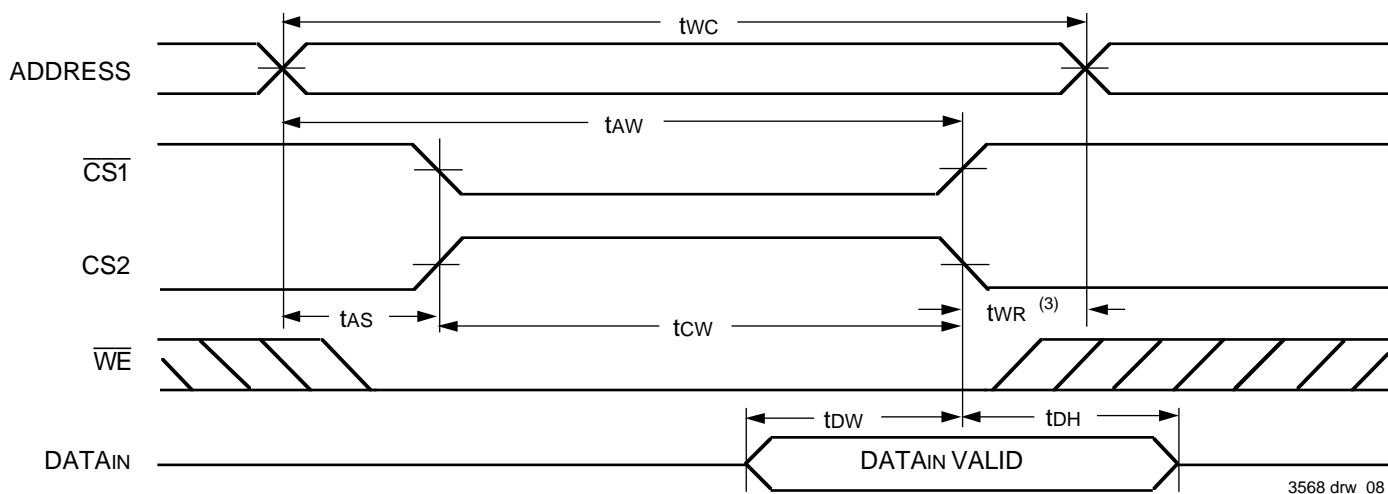 tWC
ADDRESS
tAW
CS1
CS2
tAS
tCW
tWR (3)
WE
tDW
tDH
DATAIN
DATAIN VALID
3568 drw 08